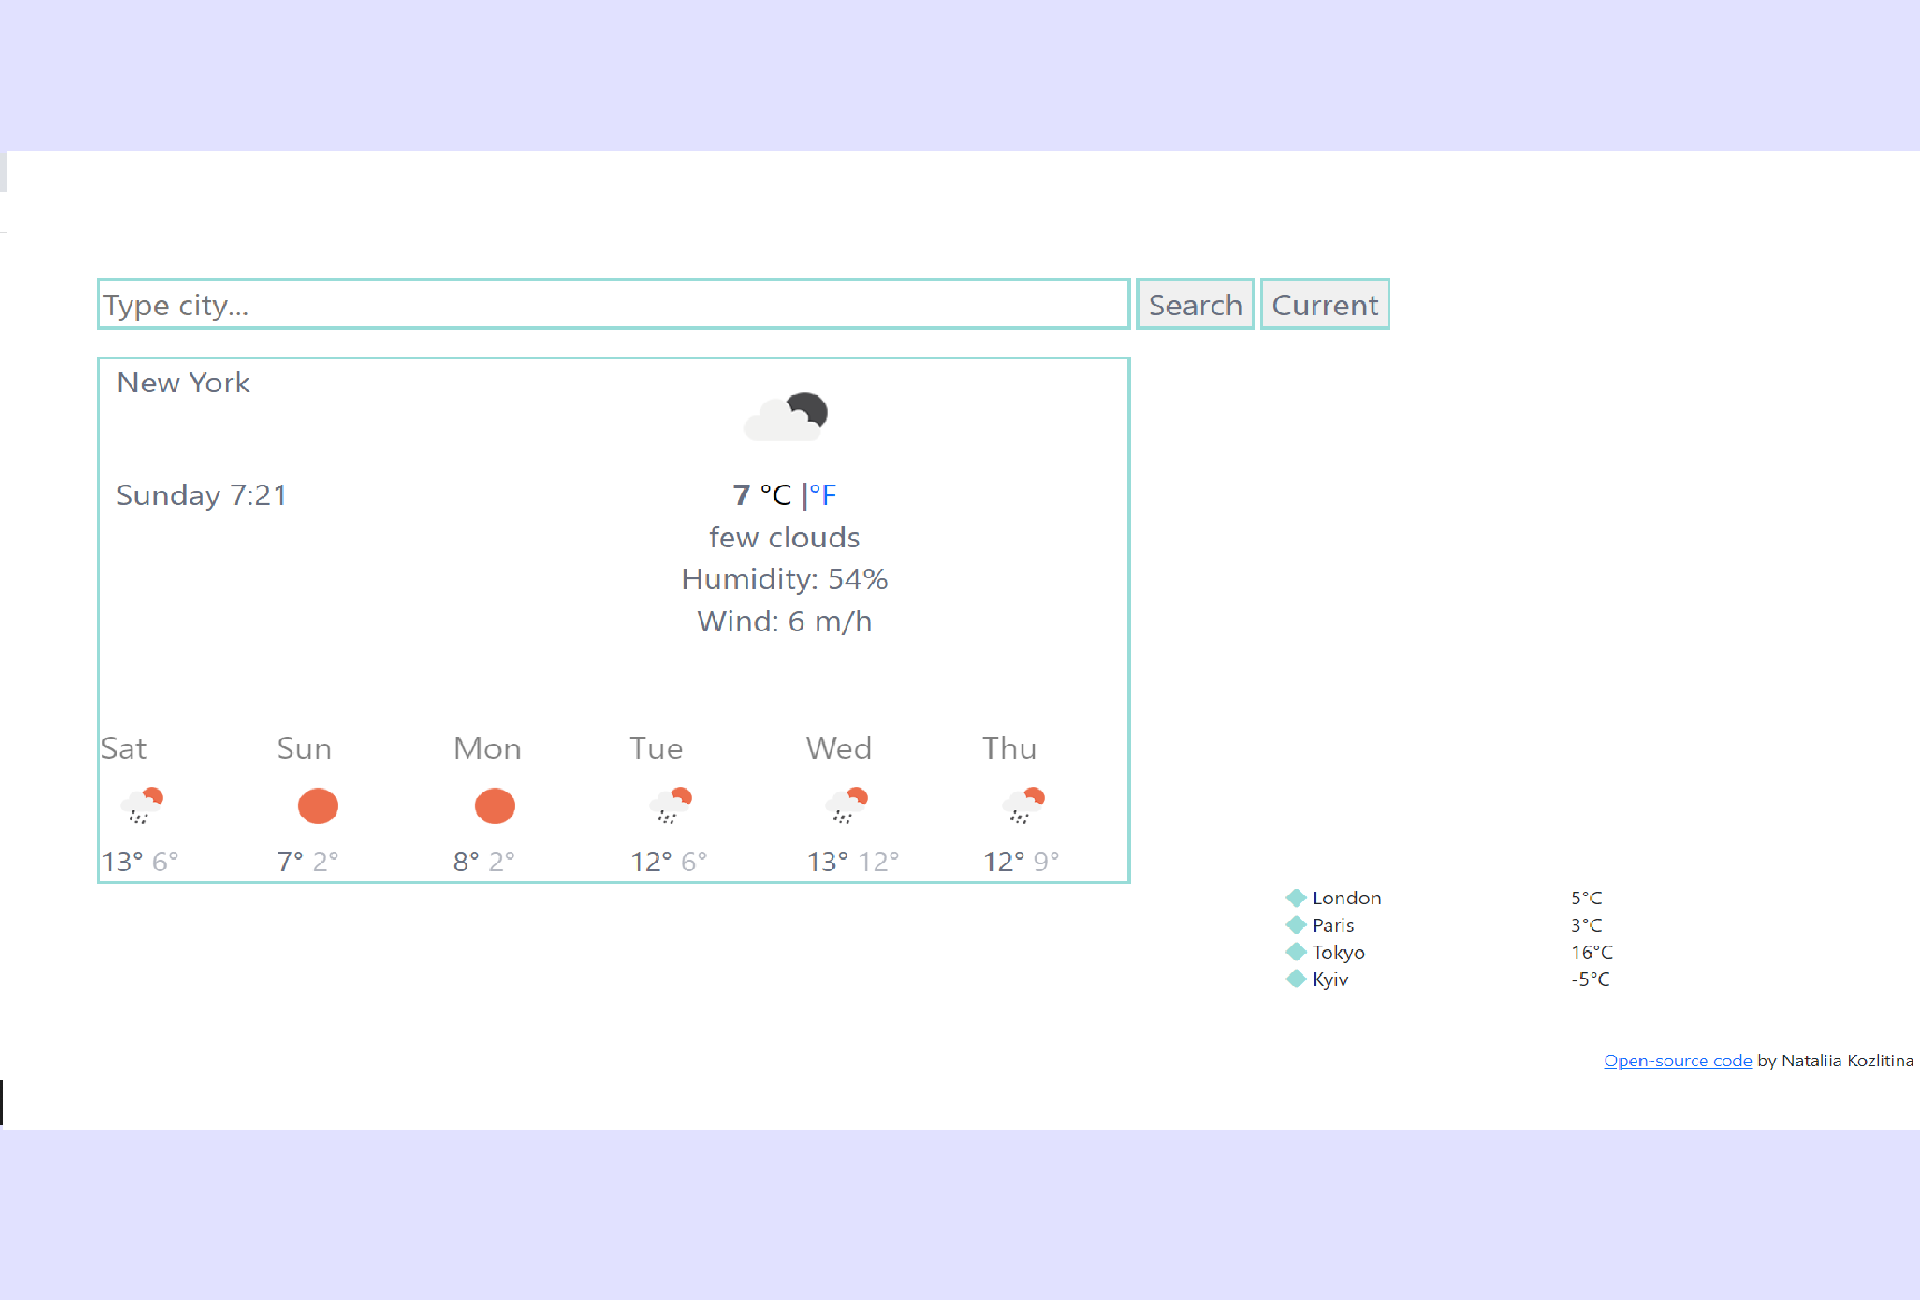 Type city...
Search
Current
New York
Sunday 7:21
7 °C |°F
few clouds
Humidity: 54%
Wind: 6 m/h
Sat Sun Mon Tue Wed Thu
13° 6° 7° 2° 8° 2° 12° 6° 13° 12° 12° 9°
London 5°C
Paris 3°C
Tokyo 16°C
Kyiv -5°C
Open-source code by Nataliia Kozlitina